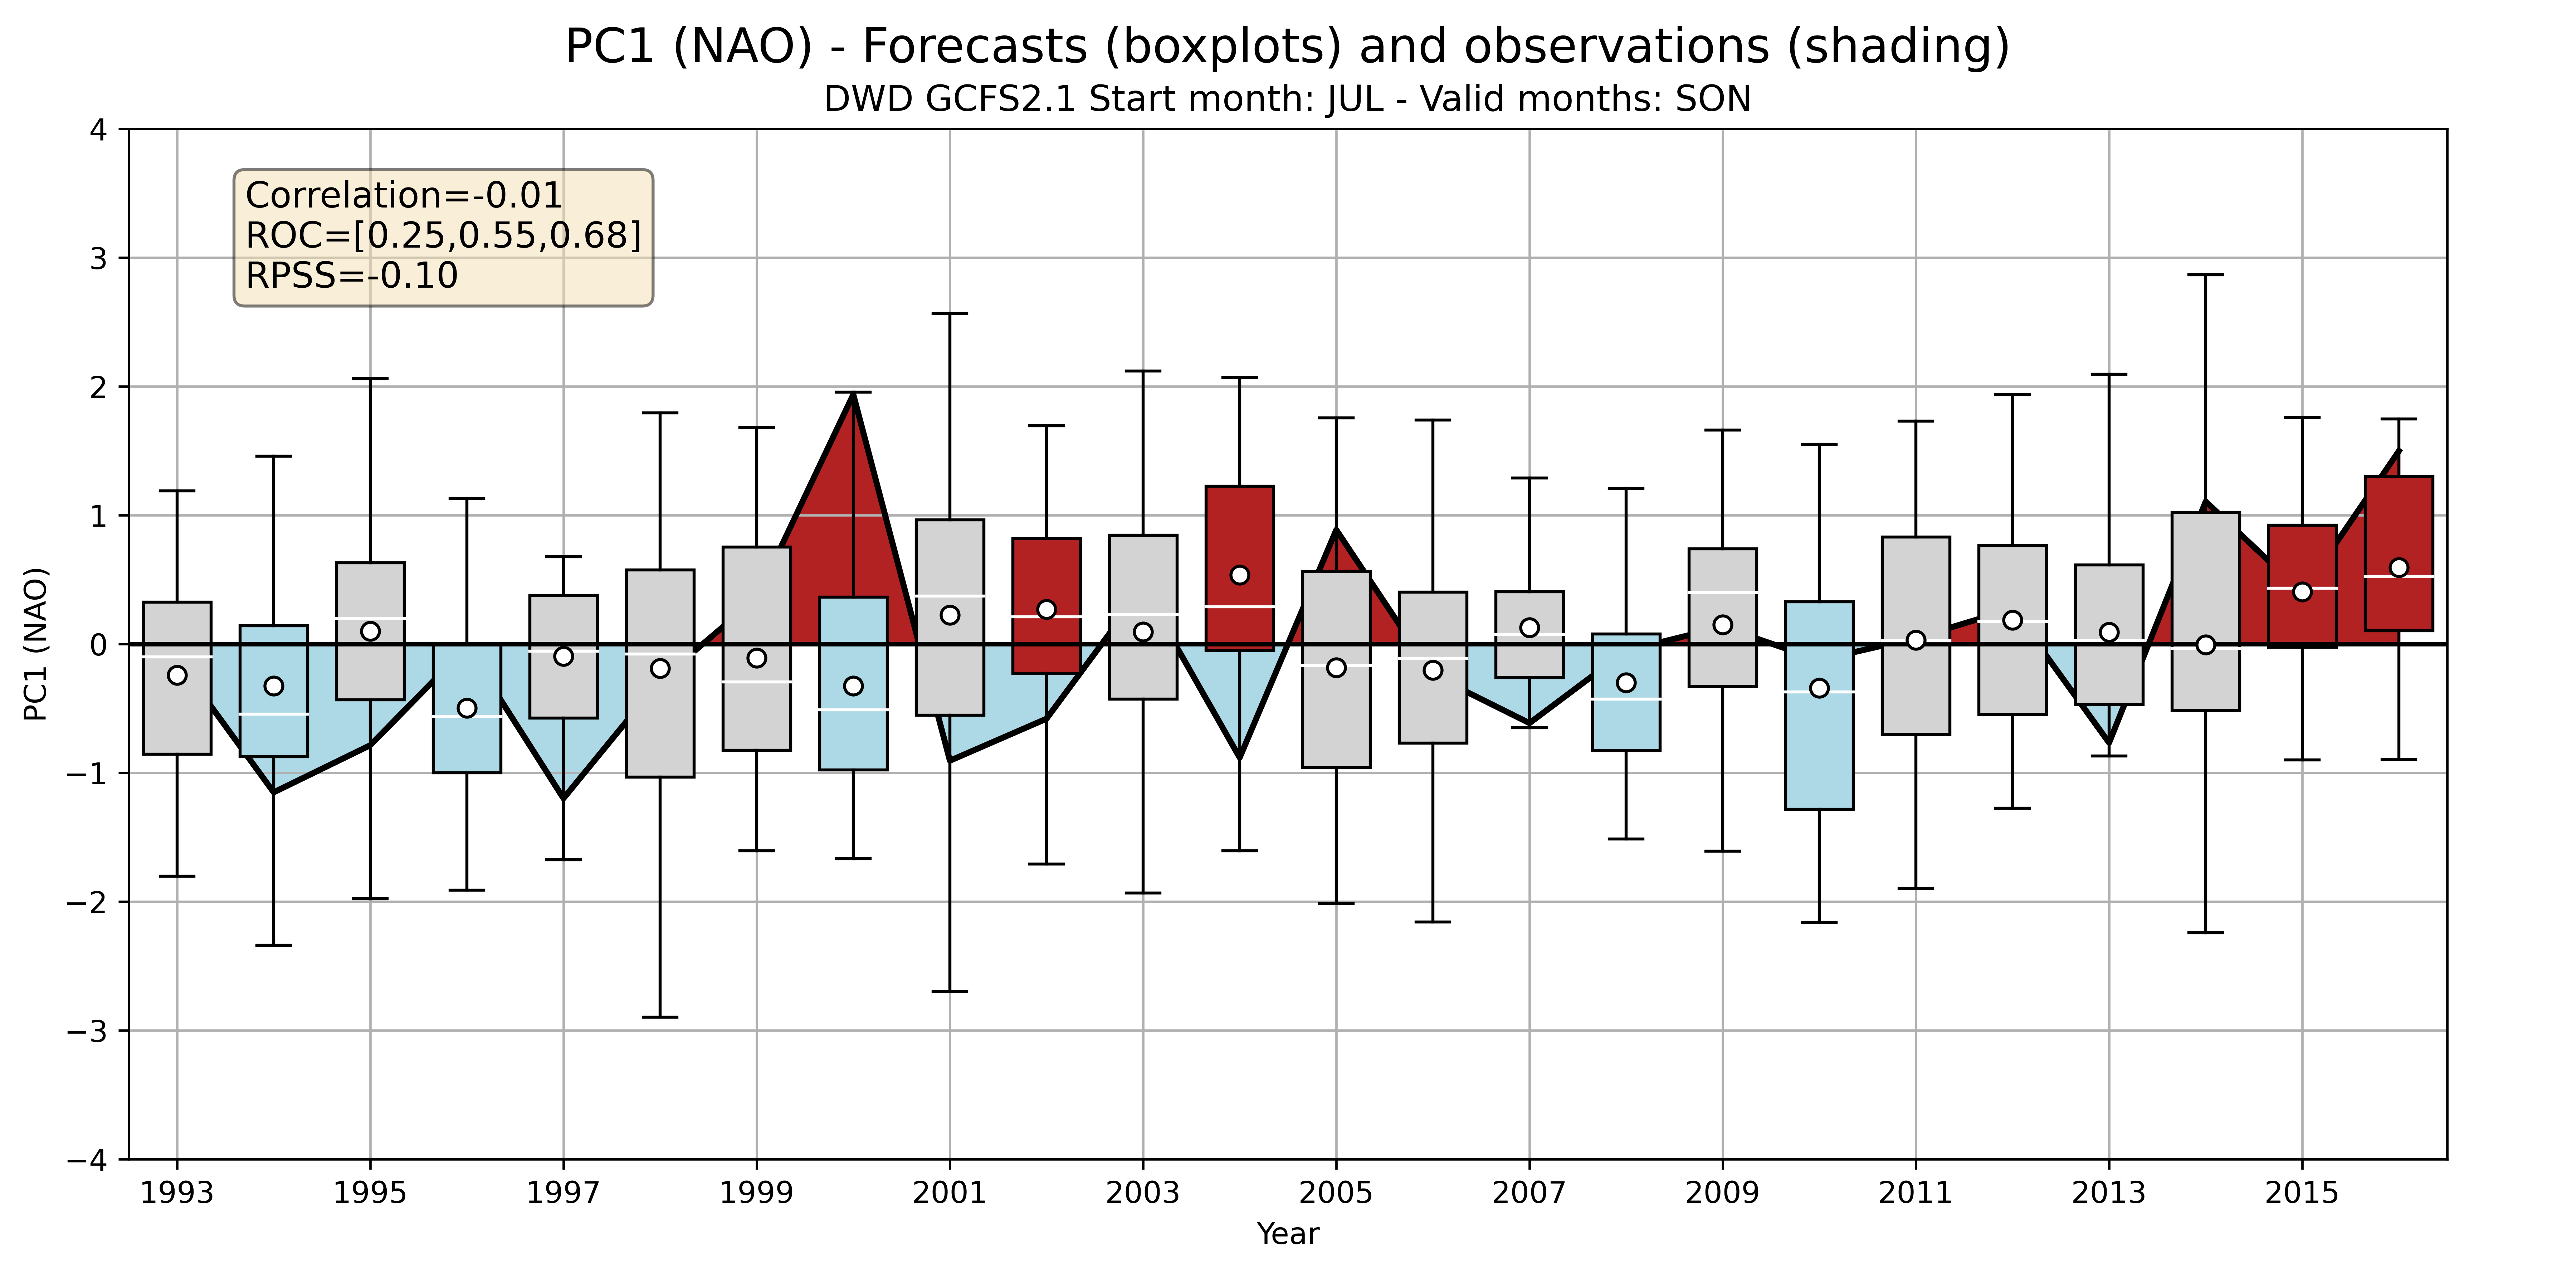 PC1 (NAO) - Forecasts (boxplots) and observations (shading)
DWD GCFS2.1 Start month: JUL - Valid months: SON
Correlation=-0.01
ROC=[0.25,0.55,0.68]
RPSS=-0.10
PC1 (NAO)
4
3
2
1
0
−1
−2
−3
−4
1993 1995 1997 1999 2001 2003 2005 2007 2009 2011 2013 2015
Year